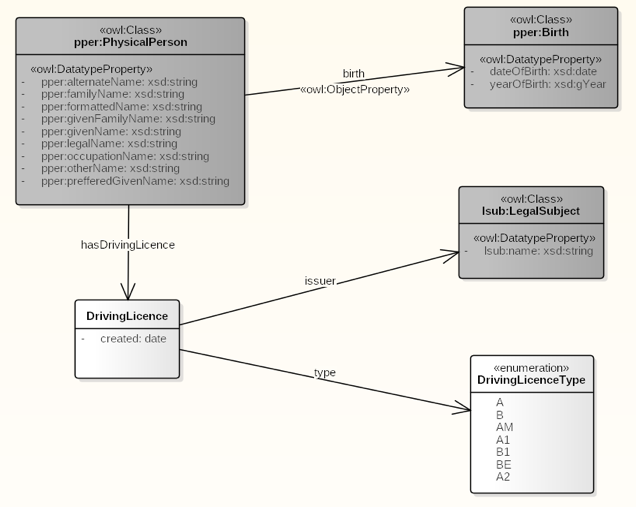 «owl:Class»
pper:PhysicalPerson
«owl:DatatypeProperty»
- pper:alternateName: xsd:string
- pper:familyName: xsd:string
- pper:formattedName: xsd:string
- pper:givenFamilyName: xsd:string
- pper:givenName: xsd:string
- pper:legalName: xsd:string
- pper:occupationName: xsd:string
- pper:otherName: xsd:string
- pper:prefferedGivenName: xsd:string
birth
«owl:ObjectProperty»
«owl:Class»
pper:Birth
«owl:DatatypeProperty»
- dateOfBirth: xsd:date
- yearOfBirth: xsd:gYear
hasDrivingLicence
«owl:Class»
lsub:LegalSubject
«owl:DatatypeProperty»
- lsub:name: xsd:string
issuer
DrivingLicence
- created: date
type
«enumeration»
DrivingLicenceType
A
B
AM
A1
B1
BE
A2